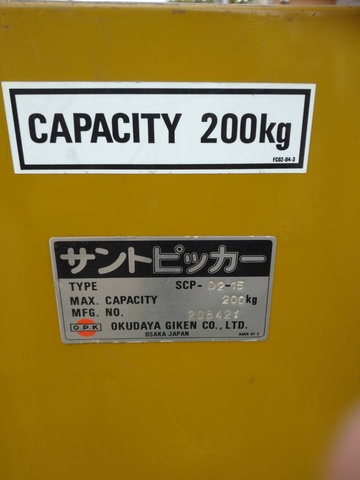 CAPACITY 200kg
FC02-04-3
サントピッカー
TYPE SCP- D2-15
MAX. CAPACITY 200kg
MFG. NO.
O.P.K OKUDAYA GIKEN CO., LTD.
OSAKA JAPAN